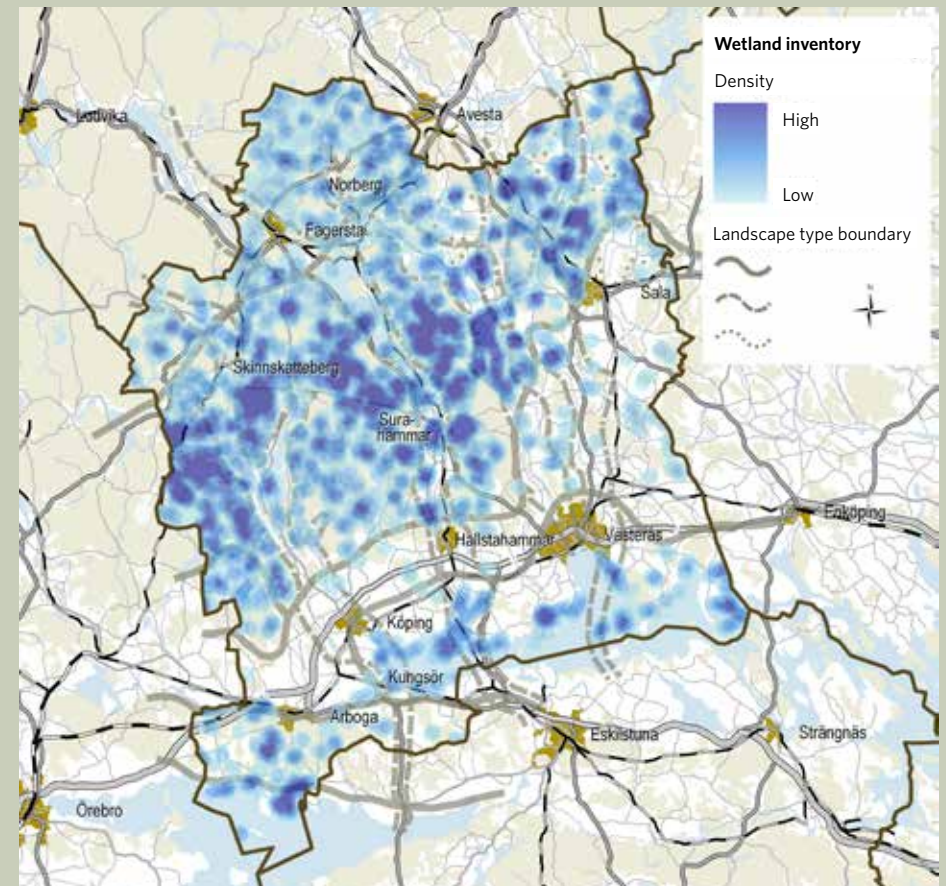 Wetland inventory
Density
High
Low
Landscape type boundary
N
Ludvika
Avesta
Norberg
Fagersta
Sala
Skinnskatteberg
Sura-
hammar
Enköping
Hallstahammar
Västerås
Köping
Kungsör
Arboga
Eskilstuna
Strängnäs
Örebro